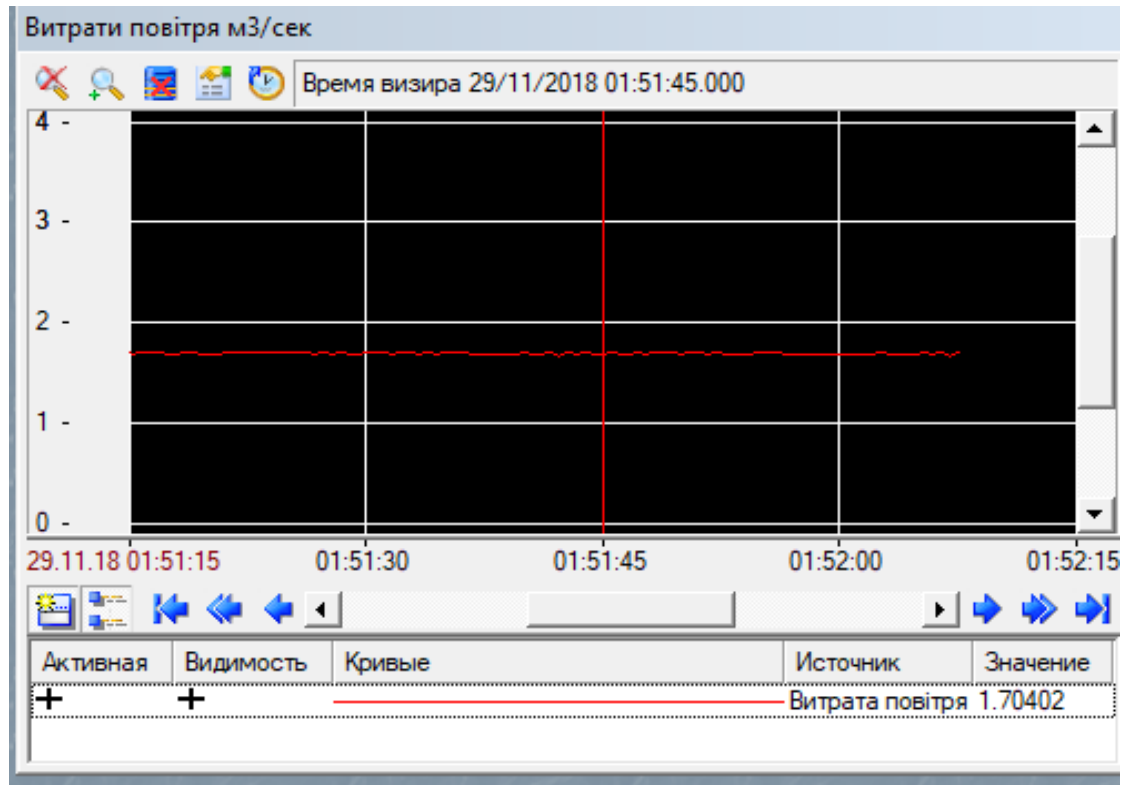 Витрати повітря м3/сек
Время визира 29/11/2018 01:51:45.000
4 -
3 -
2 -
1 -
0 -
29.11.18 01:51:15 01:51:30 01:51:45 01:52:00 01:52:15
Активная Видимость Кривые Источник Значение
Витрата повітря 1.70402